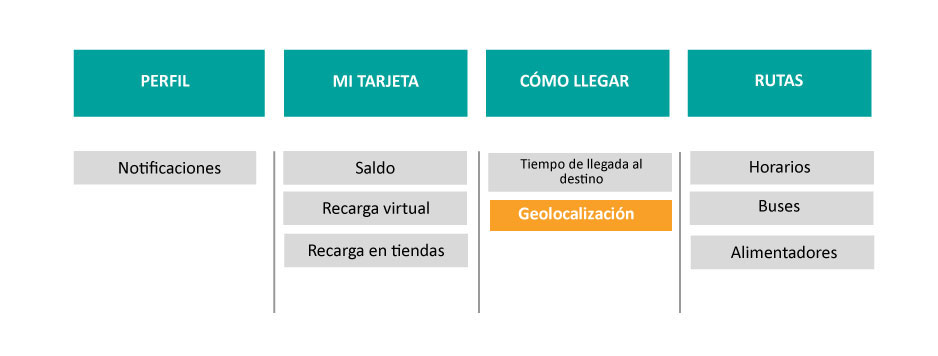 PERFIL
MI TARJETA
CÓMO LLEGAR
RUTAS
Notificaciones
Saldo
Recarga virtual
Recarga en tiendas
Tiempo de llegada al
destino
Geolocalización
Horarios
Buses
Alimentadores